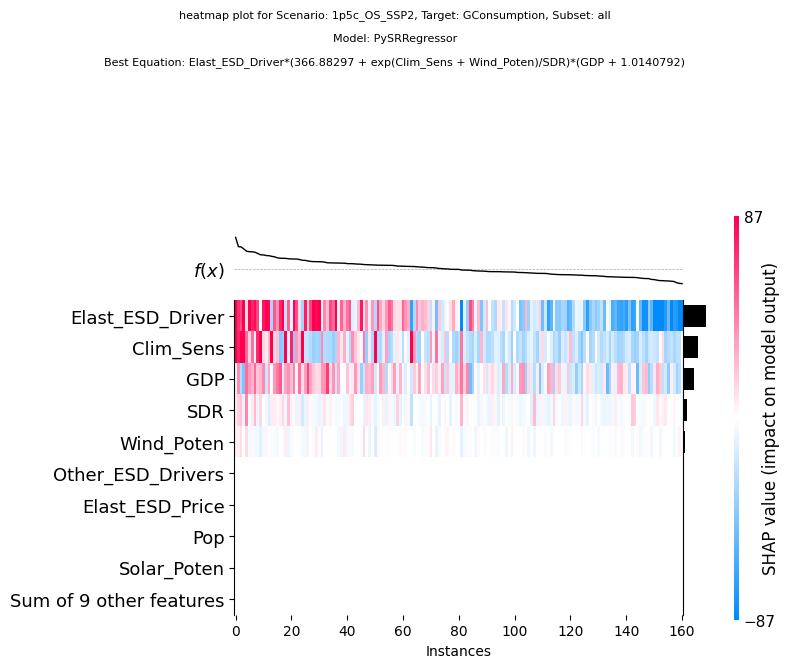 heatmap plot for Scenario: 1p5c_OS_SSP2, Target: GConsumption, Subset: all
Model: PySRRegressor
Best Equation: Elast_ESD_Driver*(366.88297 + exp(Clim_Sens + Wind_Poten)/SDR)*(GDP + 1.0140792)
87
f(x)
Elast_ESD_Driver
Clim_Sens
GDP
SDR
Wind_Poten
Other_ESD_Drivers
Elast_ESD_Price
Pop
Solar_Poten
Sum of 9 other features
0 20 40 60 80 100 120 140 160
Instances
−87
SHAP value (impact on model output)